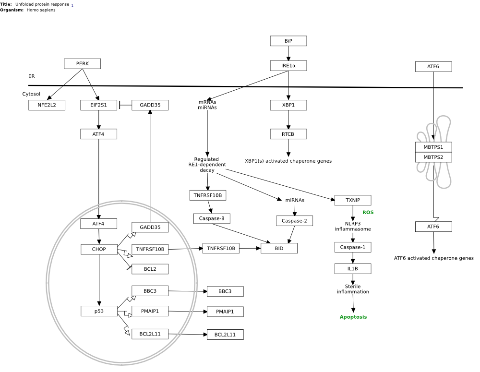 Title: Unfolded protein response
Organism: Homo sapiens
BiP
PERK
IRE1α
ATF6
ER
Cytosol
NFE2L2
EIF2S1
GADD35
mRNAs
miRNAs
XBP1
ATF4
RTCB
MBTPS1
MBTPS2
XBP1(s) activated chaperone genes
Regulated
RE1-dependent
decay
TNFRSF10B
miRNAs
TXNIP
ROS
Caspase-8
Caspase-2
NLRP3
inflammasome
ATF4
GADD35
ATF6
CHOP
TNFRSF10B
TNFRSF10B
BID
Caspase-1
ATF6 activated chaperone genes
BCL2
IL1B
BBC3
BBC3
Sterile
inflammation
p53
PMAIP1
PMAIP1
Apoptosis
BCL2L11
BCL2L11